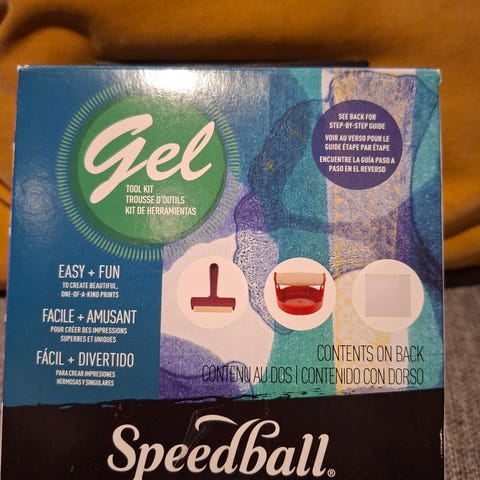 Gel
TOOL KIT
TROUSSE D'OUTILS
KIT DE HERRAMIENTAS
SEE BACK FOR
STEP-BY-STEP GUIDE
VOIR AU VERSO POUR LE
GUIDE ÉTAPE PAR ÉTAPE
ENCUENTRE LA GUÍA PASO A
PASO EN EL REVERSO
EASY + FUN
TO CREATE BEAUTIFUL,
ONE-OF-A-KIND PRINTS
FACILE + AMUSANT
POUR CRÉER DES IMPRESSIONS
SUPERBES ET UNIQUES
FÁCIL + DIVERTIDO
PARA CREAR IMPRESIONES
HERMOSAS Y SINGULARES
CONTENTS ON BACK
CONTENU AU DOS | CONTENIDO CON DORSO
Speedball®